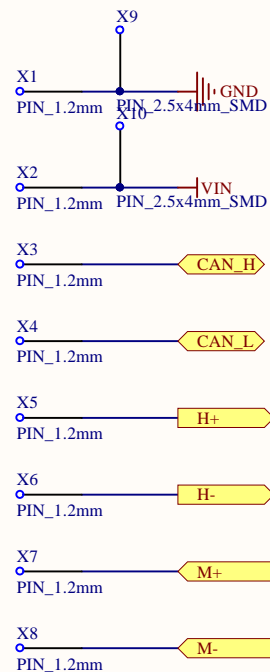 X9
X1
GND
PIN_1.2mm
PIN_2.5x4mm_SMD
X10
X2
VIN
PIN_1.2mm
PIN_2.5x4mm_SMD
X3
CAN_H
PIN_1.2mm
X4
CAN_L
PIN_1.2mm
X5
H+
PIN_1.2mm
X6
H-
PIN_1.2mm
X7
M+
PIN_1.2mm
X8
M-
PIN_1.2mm